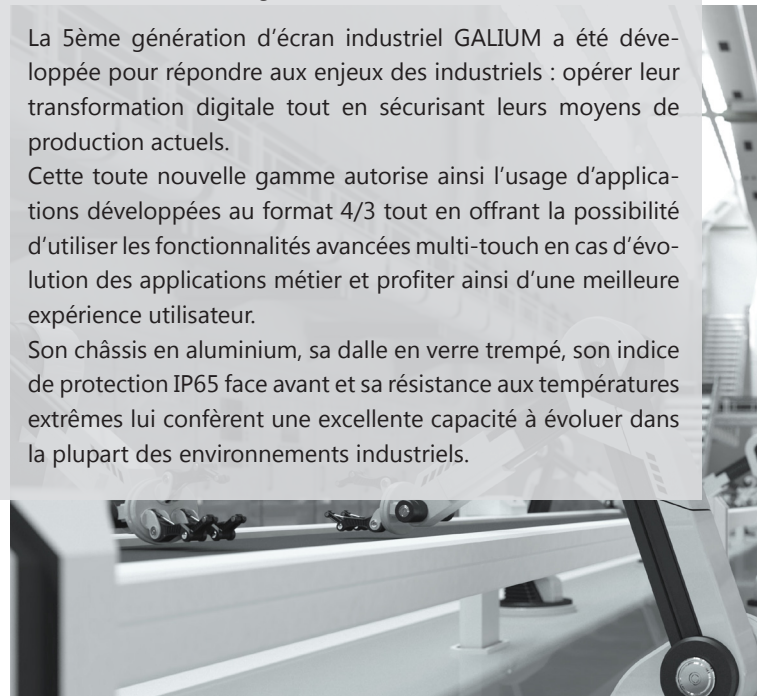 La 5ème génération d’écran industriel GALIUM a été déve-
loppée pour répondre aux enjeux des industriels : opérer leur
transformation digitale tout en sécurisant leurs moyens de
production actuels.
Cette toute nouvelle gamme autorise ainsi l’usage d’applica-
tions développées au format 4/3 tout en offrant la possibilité
d’utiliser les fonctionnalités avancées multi-touch en cas d’évo-
lution des applications métier et profiter ainsi d’une meilleure
expérience utilisateur.
Son châssis en aluminium, sa dalle en verre trempé, son indice
de protection IP65 face avant et sa résistance aux températures
extrêmes lui confèrent une excellente capacité à évoluer dans
la plupart des environnements industriels.